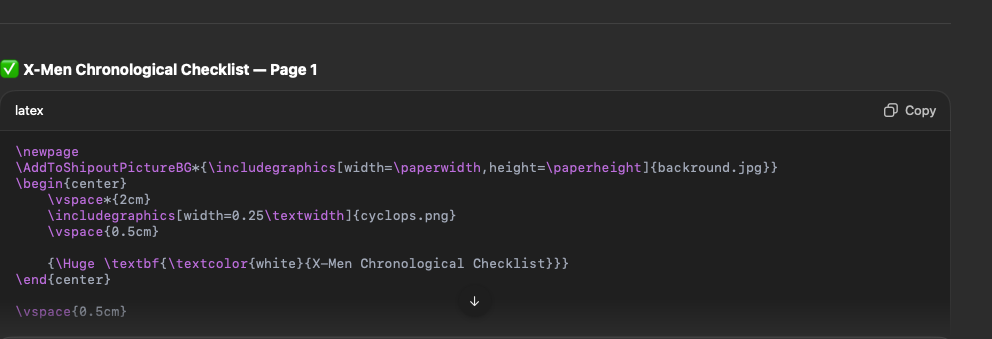 ✅ X-Men Chronological Checklist — Page 1
latex
Copy
\newpage
\AddToShipoutPictureBG*{\includegraphics[width=\paperwidth,height=\paperheight]{backround.jpg}}
\begin{center}
    \vspace*{2cm}
    \includegraphics[width=0.25\textwidth]{cyclops.png}
    \vspace{0.5cm}

    {\Huge \textbf{\textcolor{white}{X-Men Chronological Checklist}}}
\end{center}

\vspace{0.5cm}